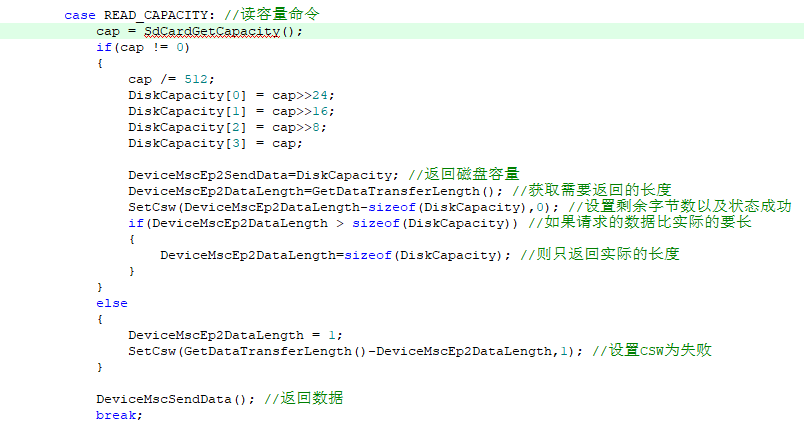 case READ_CAPACITY: //读容量命令
cap = SdCardGetCapacity();
if(cap != 0)
{
cap /= 512;
DiskCapacity[0] = cap>>24;
DiskCapacity[1] = cap>>16;
DiskCapacity[2] = cap>>8;
DiskCapacity[3] = cap;
DeviceMscEp2SendData=DiskCapacity; //返回磁盘容量
DeviceMscEp2DataLength=GetDataTransferLength(); //获取需要返回的长度
SetCsw(DeviceMscEp2DataLength-sizeof(DiskCapacity),0); //设置剩余字节数以及状态成功
if(DeviceMscEp2DataLength > sizeof(DiskCapacity)) //如果请求的数据比实际的要长
{
DeviceMscEp2DataLength=sizeof(DiskCapacity); //则只返回实际的长度
}
}
else
{
DeviceMscEp2DataLength = 1;
SetCsw(GetDataTransferLength()-DeviceMscEp2DataLength,1); //设置CSW为失败
}
DeviceMscSendData(); //返回数据
break;